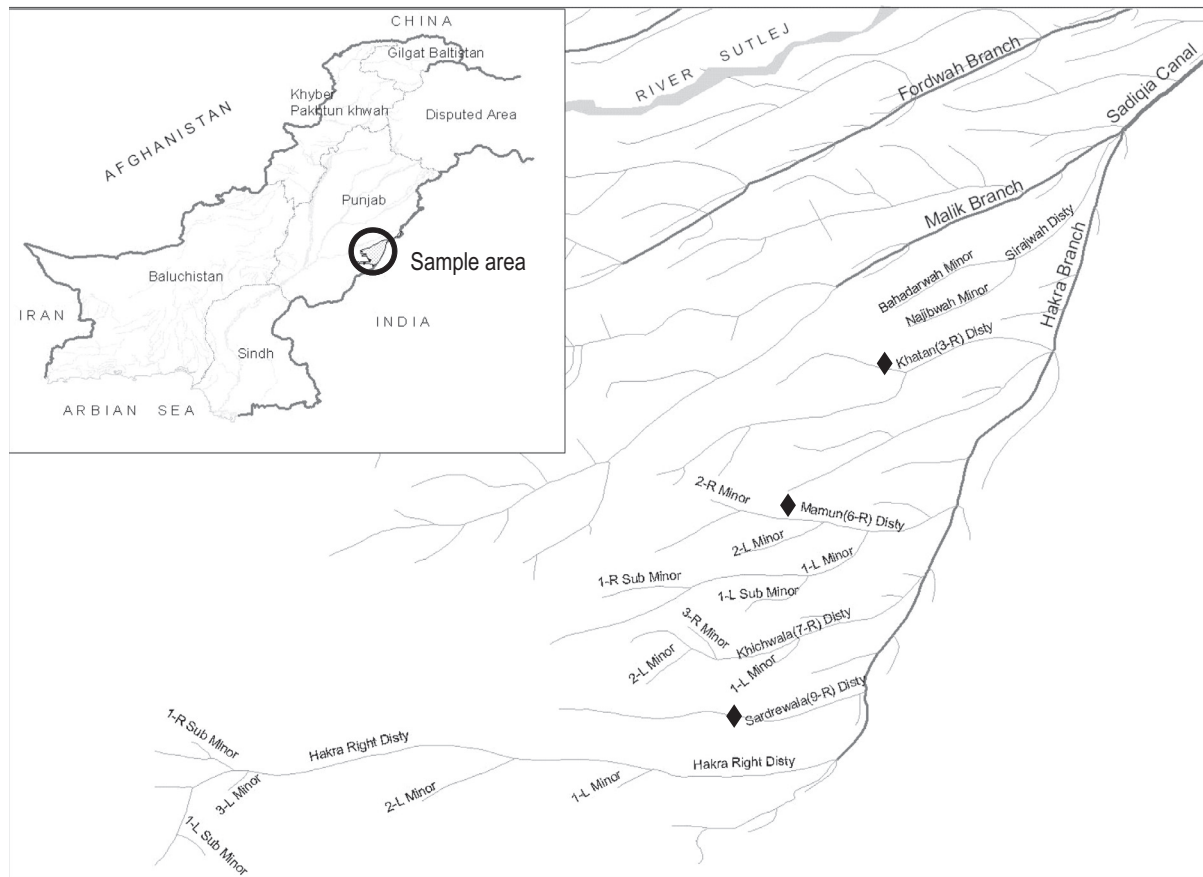 CHINA
Gilgat Baltistan
Khyber
Pakhtun khwah
Disputed Area
AFGHANISTAN
Punjab
Sample area
Baluchistan
IRAN
INDIA
Sindh
ARBIAN SEA
RIVER SUTLEJ
Fordwah Branch
Sadiqia Canal
Malik Branch
Sirajwah Disty
Bahadarwah Minor
Najibwah Minor
Hakra Branch
Khatan(3-R) Disty
2-R Minor
Mamun(6-R) Disty
2-L Minor
1-L Minor
1-R Sub Minor
1-L Sub Minor
3-R Minor
Khichwala(7-R) Disty
2-L Minor
1-L Minor
Sardrewala(9-R) Disty
1-R Sub Minor
Hakra Right Disty
Hakra Right Disty
3-L Minor
2-L Minor
1-L Minor
1-L Sub Minor